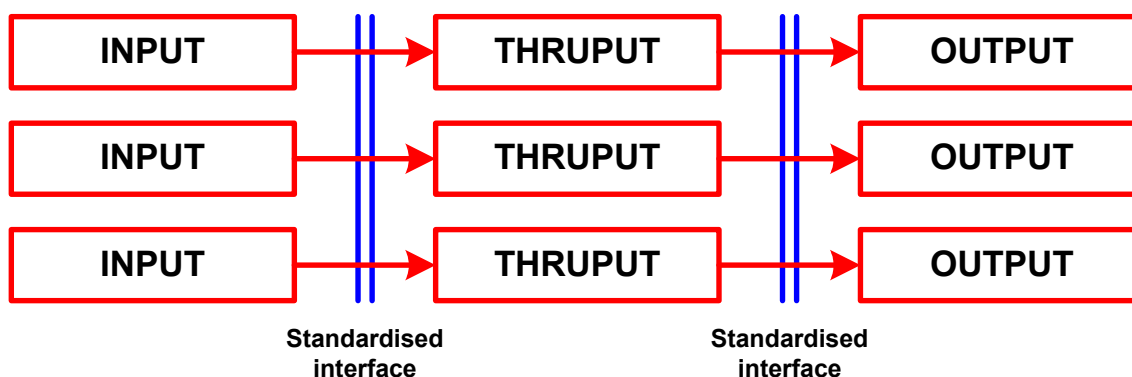 INPUT THRUPUT OUTPUT
INPUT THRUPUT OUTPUT
INPUT THRUPUT OUTPUT
Standardised Standardised
interface interface